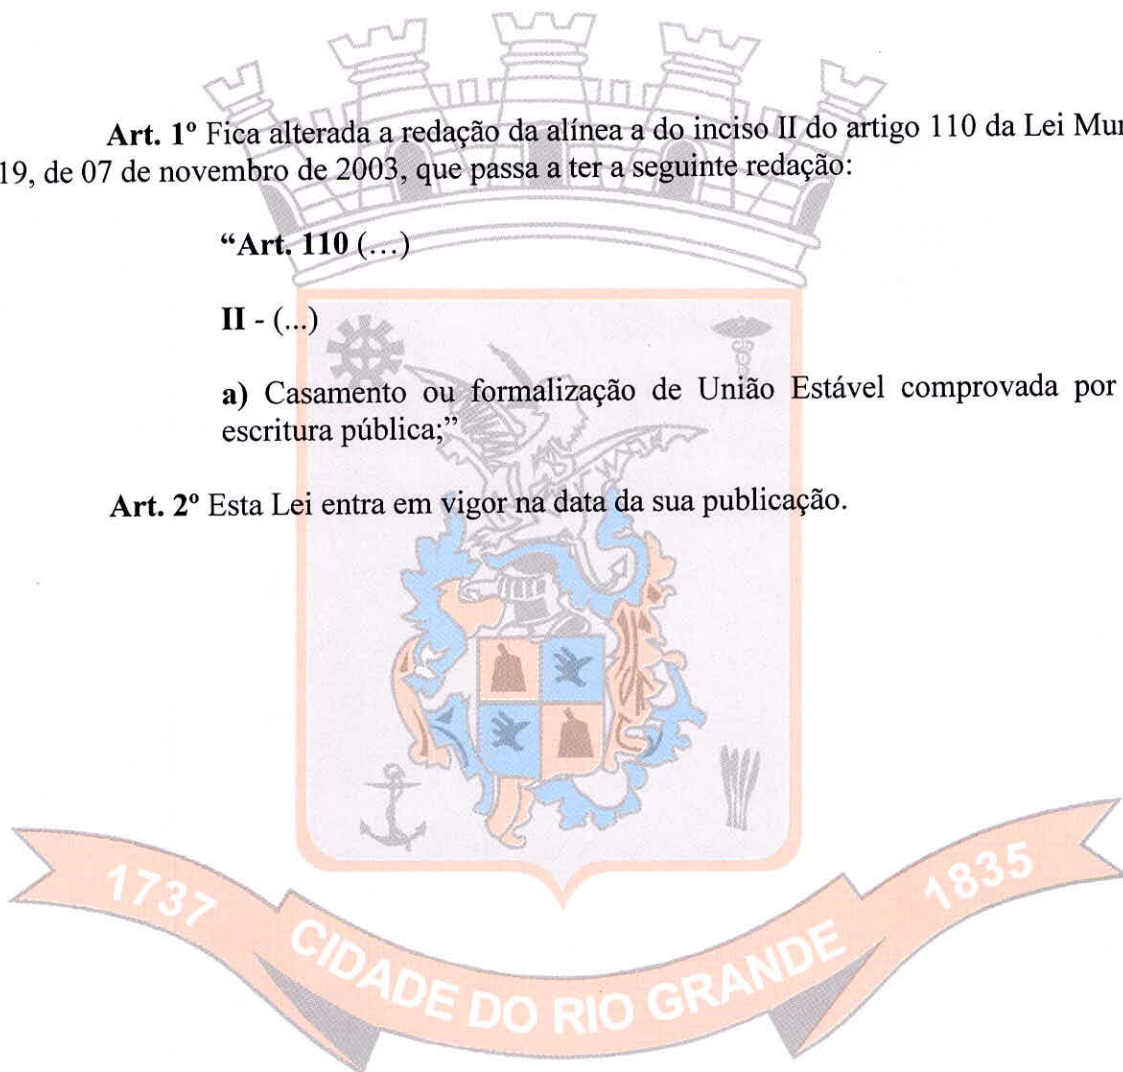 Art. 1º Fica alterada a redação da alínea a do inciso II do artigo 110 da Lei
19, de 07 de novembro de 2003, que passa a ter a seguinte redação:
“Art. 110 (…)
II - (...)
a) Casamento ou formalização de União Estável comprovada por
escritura pública;”
Art. 2º Esta Lei entra em vigor na data da sua publicação.
1737 CIDADE DO RIO GRANDE 1835